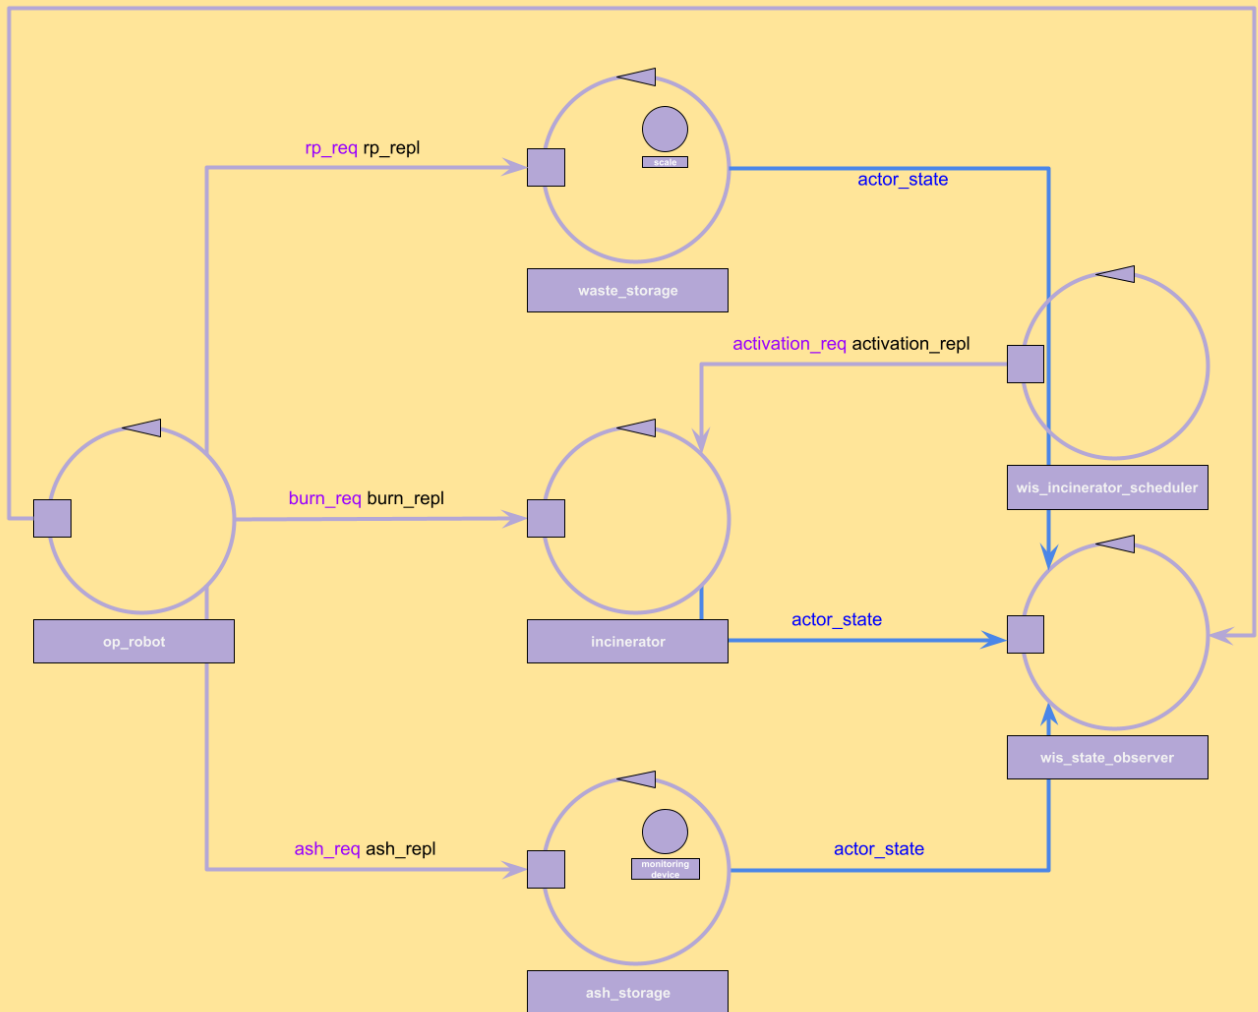 rp_req rp_repl
scale
actor_state
waste_storage
activation_req activation_repl
wis_incinerator_scheduler
burn_req burn_repl
op_robot
incinerator
actor_state
wis_state_observer
ash_req ash_repl
monitoring
device
actor_state
ash_storage